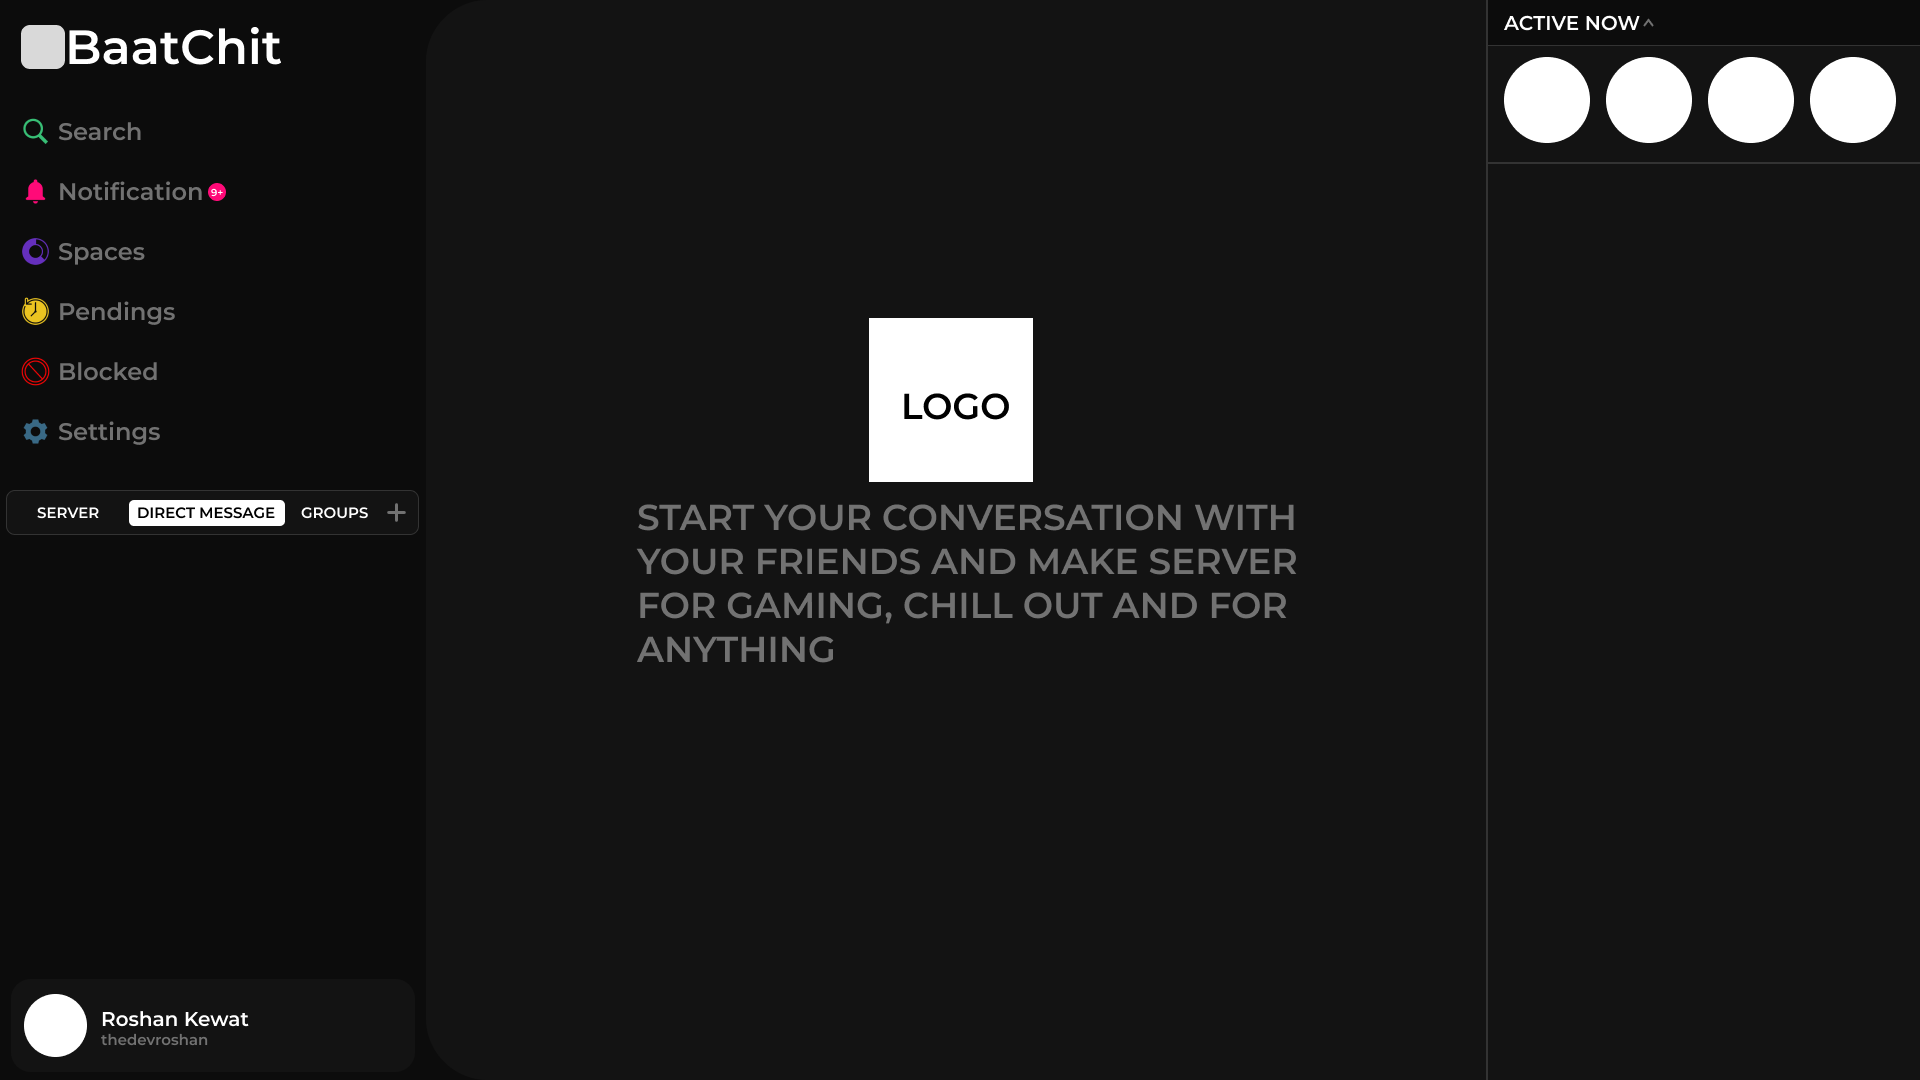 BaatChit
Search
Notification 9+
Spaces
Pendings
Blocked
Settings
SERVER DIRECT MESSAGE GROUPS
Roshan Kewat
thedevroshan
LOGO
START YOUR CONVERSATION WITH
YOUR FRIENDS AND MAKE SERVER
FOR GAMING, CHILL OUT AND FOR
ANYTHING
ACTIVE NOW